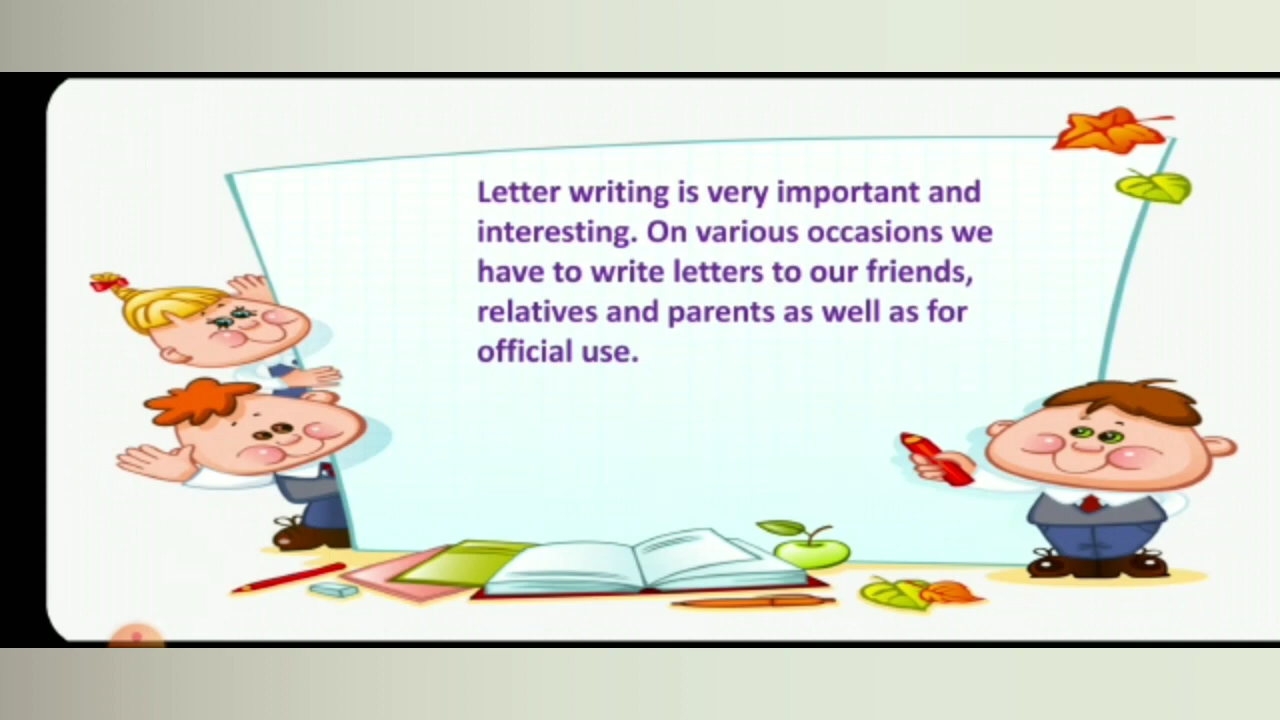 Letter writing is very important and
interesting. On various occasions we
have to write letters to our friends,
relatives and parents as well as for
official use.